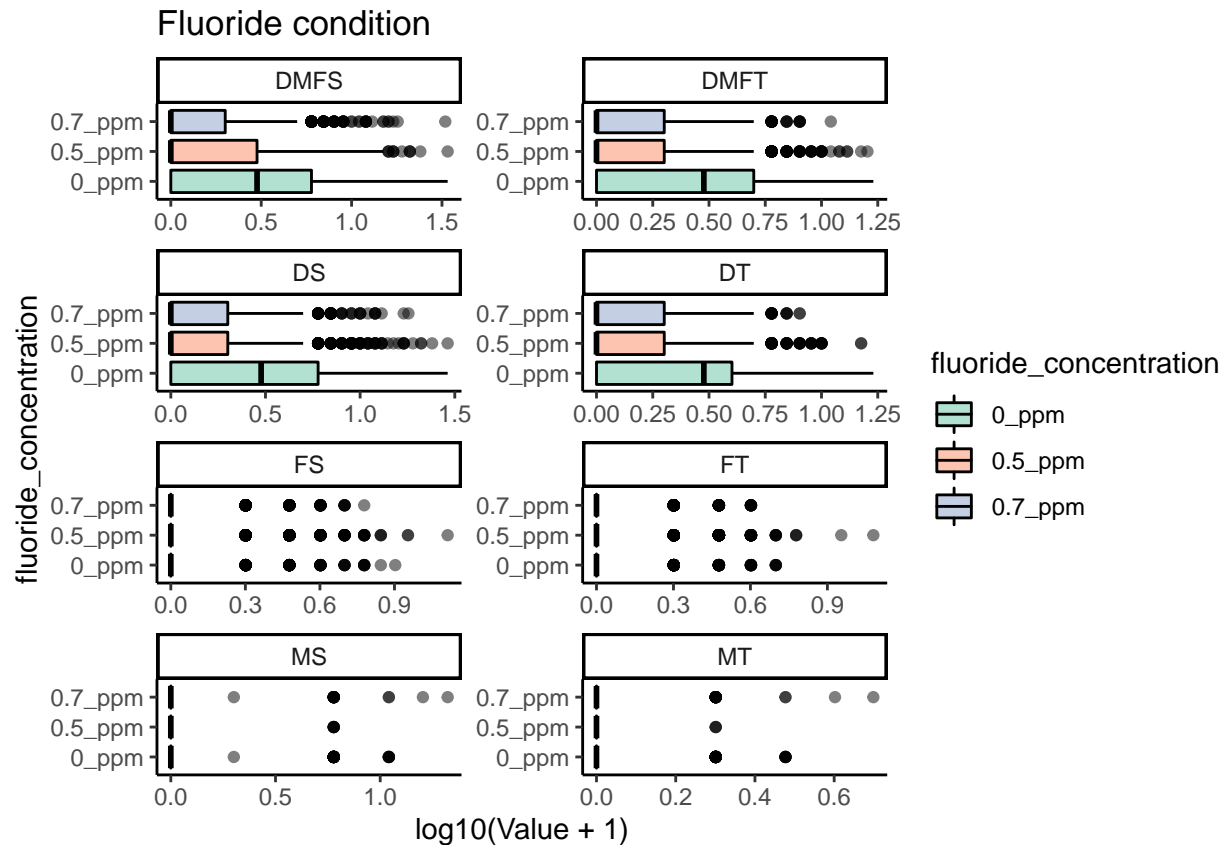 Fluoride condition
DMFS
DMFT
0.7_ppm
0.5_ppm
0_ppm
0.0 0.5 1.0 1.5
0.7_ppm
0.5_ppm
0_ppm
0.00 0.25 0.50 0.75 1.00 1.25
DS
DT
0.7_ppm
0.5_ppm
0_ppm
0.0 0.5 1.0 1.5
0.7_ppm
0.5_ppm
0_ppm
0.00 0.25 0.50 0.75 1.00 1.25
FS
FT
0.7_ppm
0.5_ppm
0_ppm
0.0 0.3 0.6 0.9
0.7_ppm
0.5_ppm
0_ppm
0.0 0.3 0.6 0.9
MS
MT
0.7_ppm
0.5_ppm
0_ppm
0.0 0.5 1.0
0.7_ppm
0.5_ppm
0_ppm
0.0 0.2 0.4 0.6
fluoride_concentration
log10(Value + 1)
fluoride_concentration
0_ppm
0.5_ppm
0.7_ppm